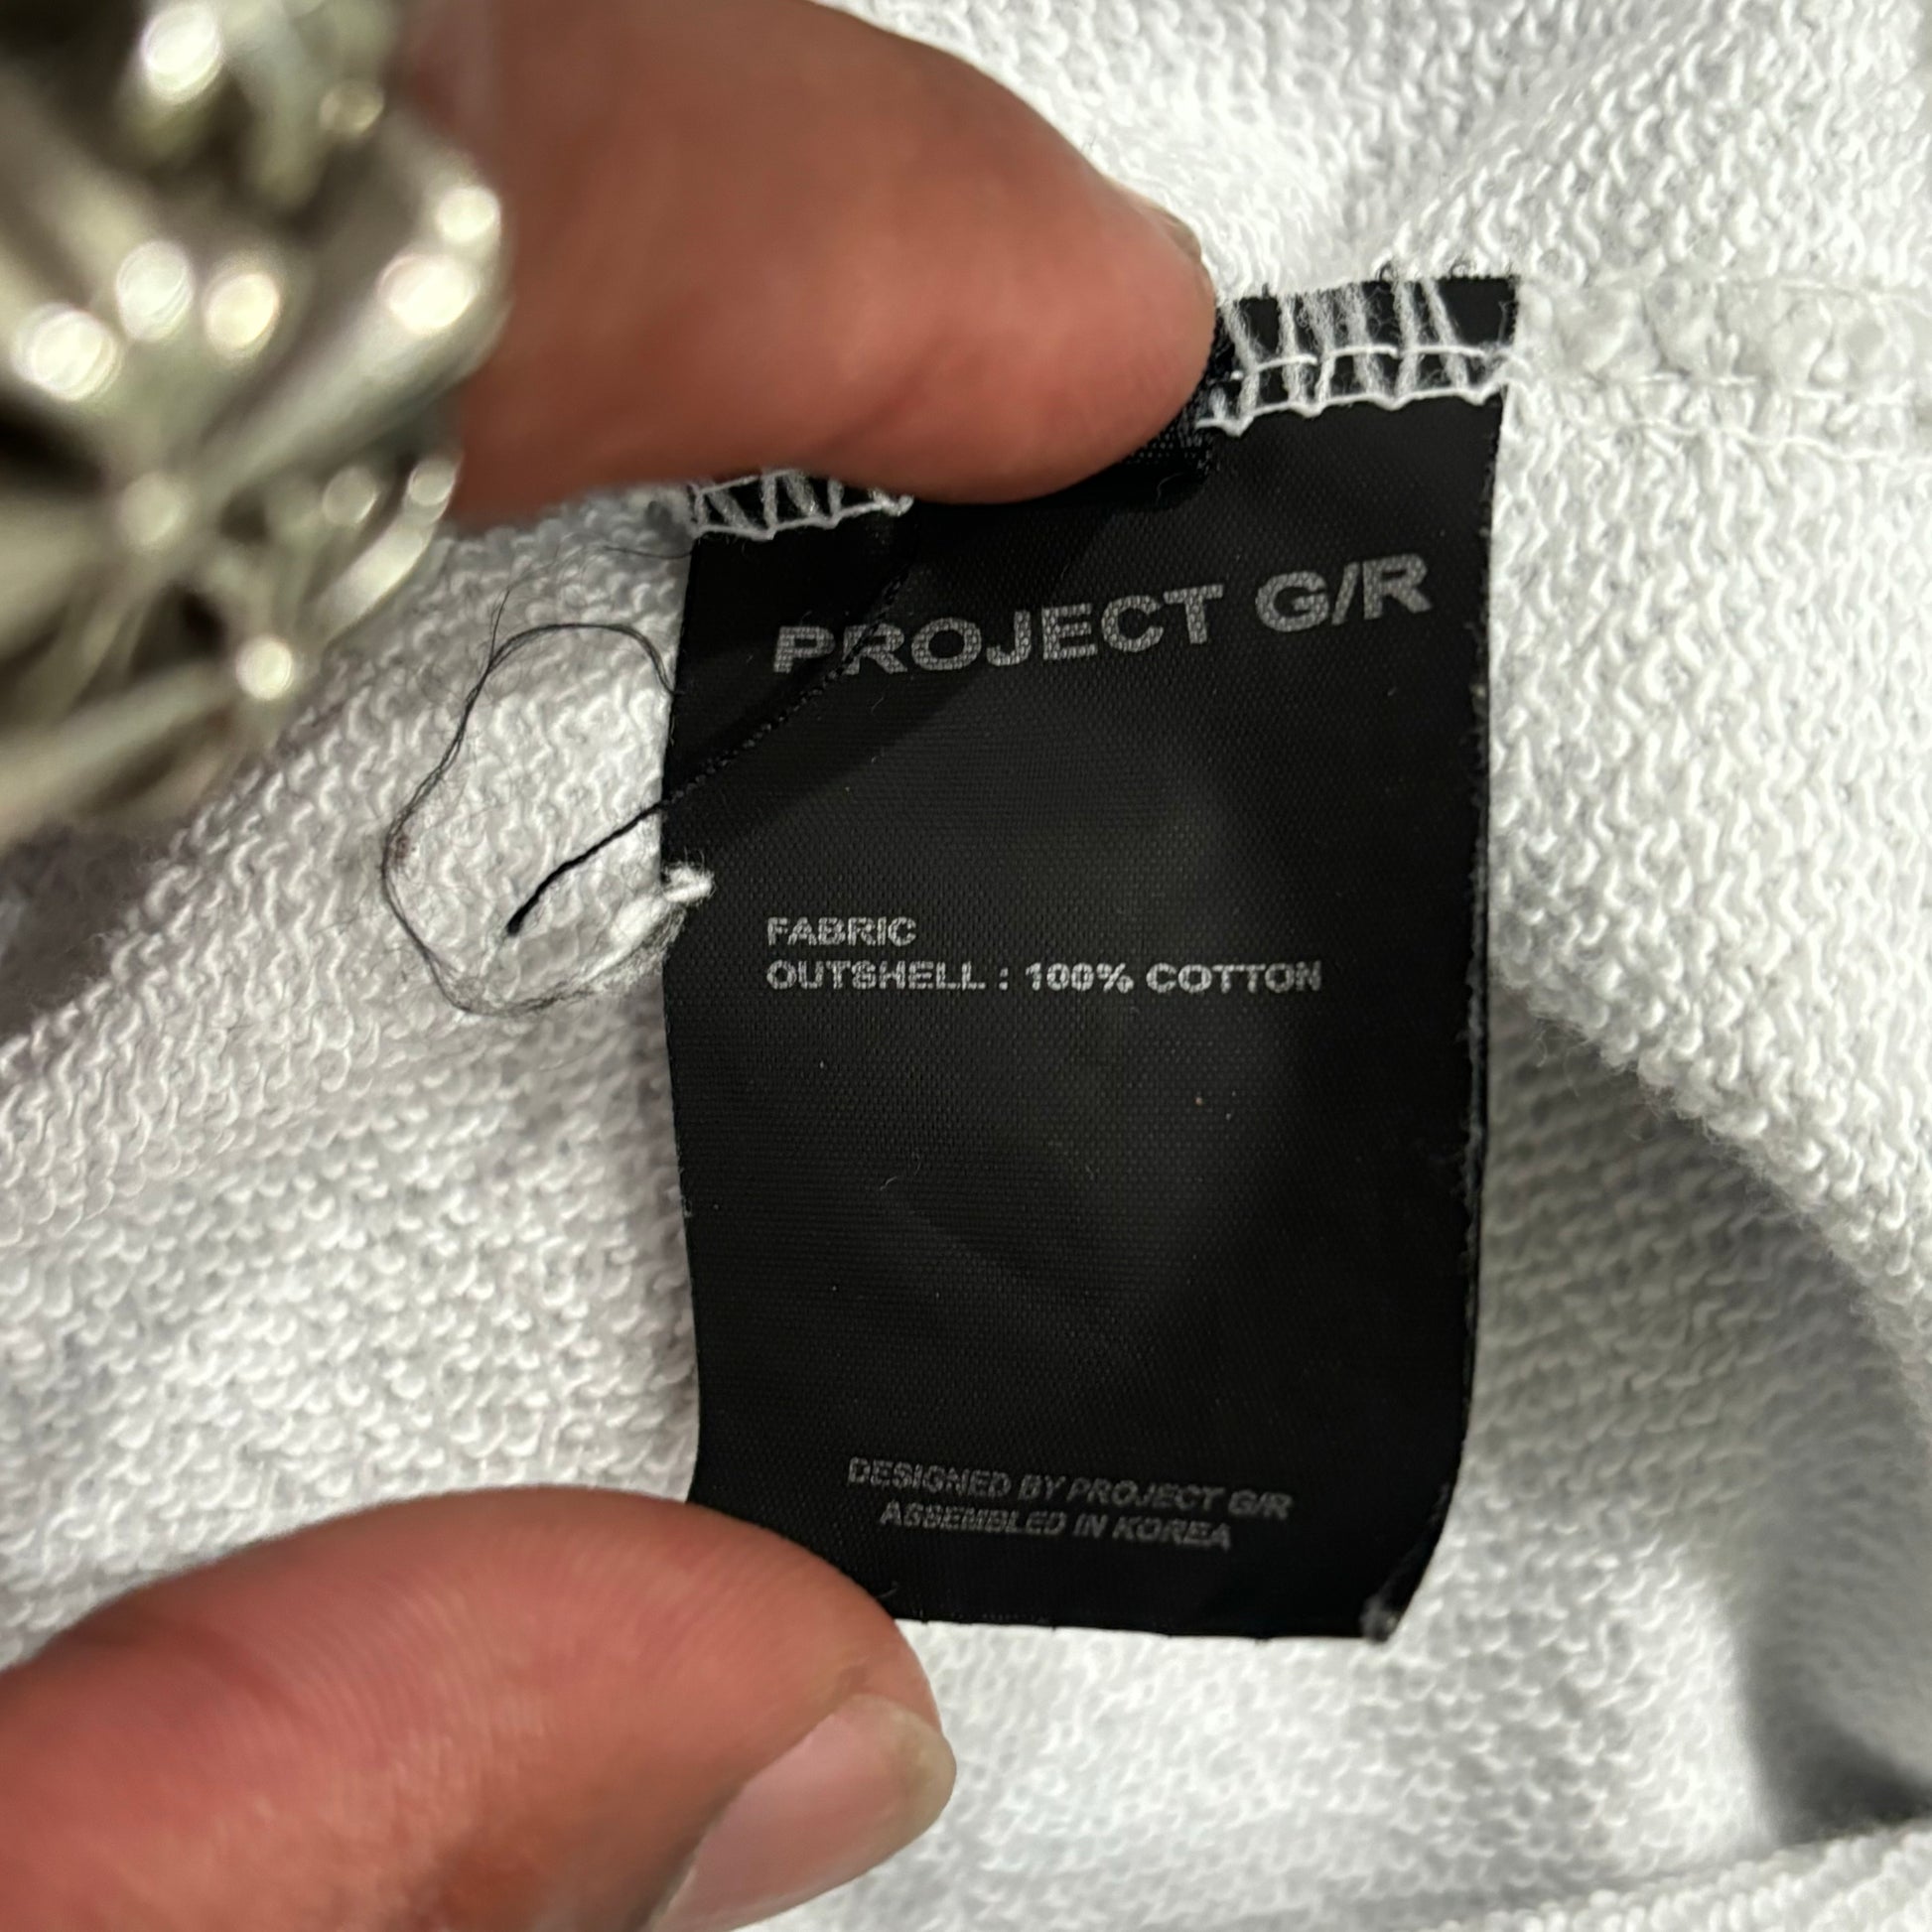 PROJECT G/R
FABRIC
OUTSHELL : 100% COTTON
DESIGNED BY PROJECT G/R
ASSEMBLED IN KOREA